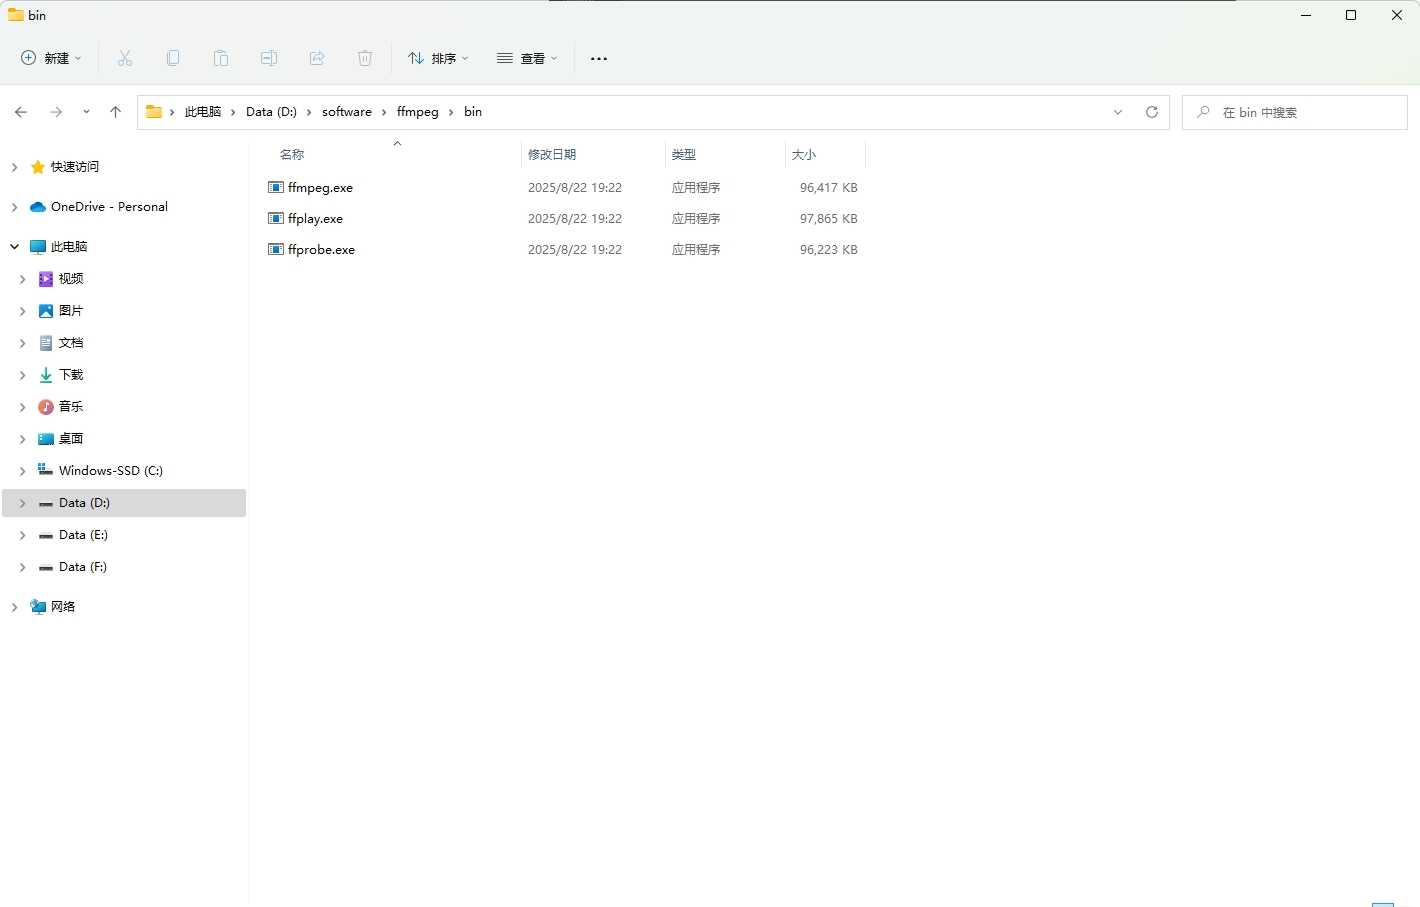 bin
新建
排序
查看
此电脑 Data (D:) software ffmpeg bin
在 bin 中搜索
快速访问
OneDrive - Personal
此电脑
视频
图片
文档
下载
音乐
桌面
Windows-SSD (C:)
Data (D:)
Data (E:)
Data (F:)
网络
名称 修改日期 类型 大小
ffmpeg.exe 2025/8/22 19:22 应用程序 96,417 KB
ffplay.exe 2025/8/22 19:22 应用程序 97,865 KB
ffprobe.exe 2025/8/22 19:22 应用程序 96,223 KB